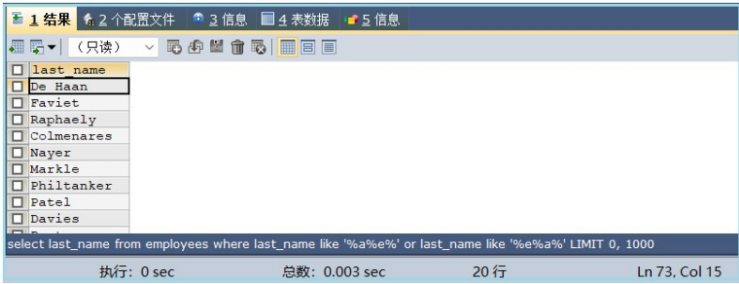 1 结果 2 个配置文件 3 信息 4 表数据 5 信息
（只读）
last_name
De Haan
Faviet
Raphaely
Colmenares
Nayer
Markle
Philtanker
Patel
Davies
select last_name from employees where last_name like '%a%e%' or last_name like '%e%a%' LIMIT 0, 1000
执行: 0 sec 总数: 0.003 sec 20 行 Ln 73, Col 15